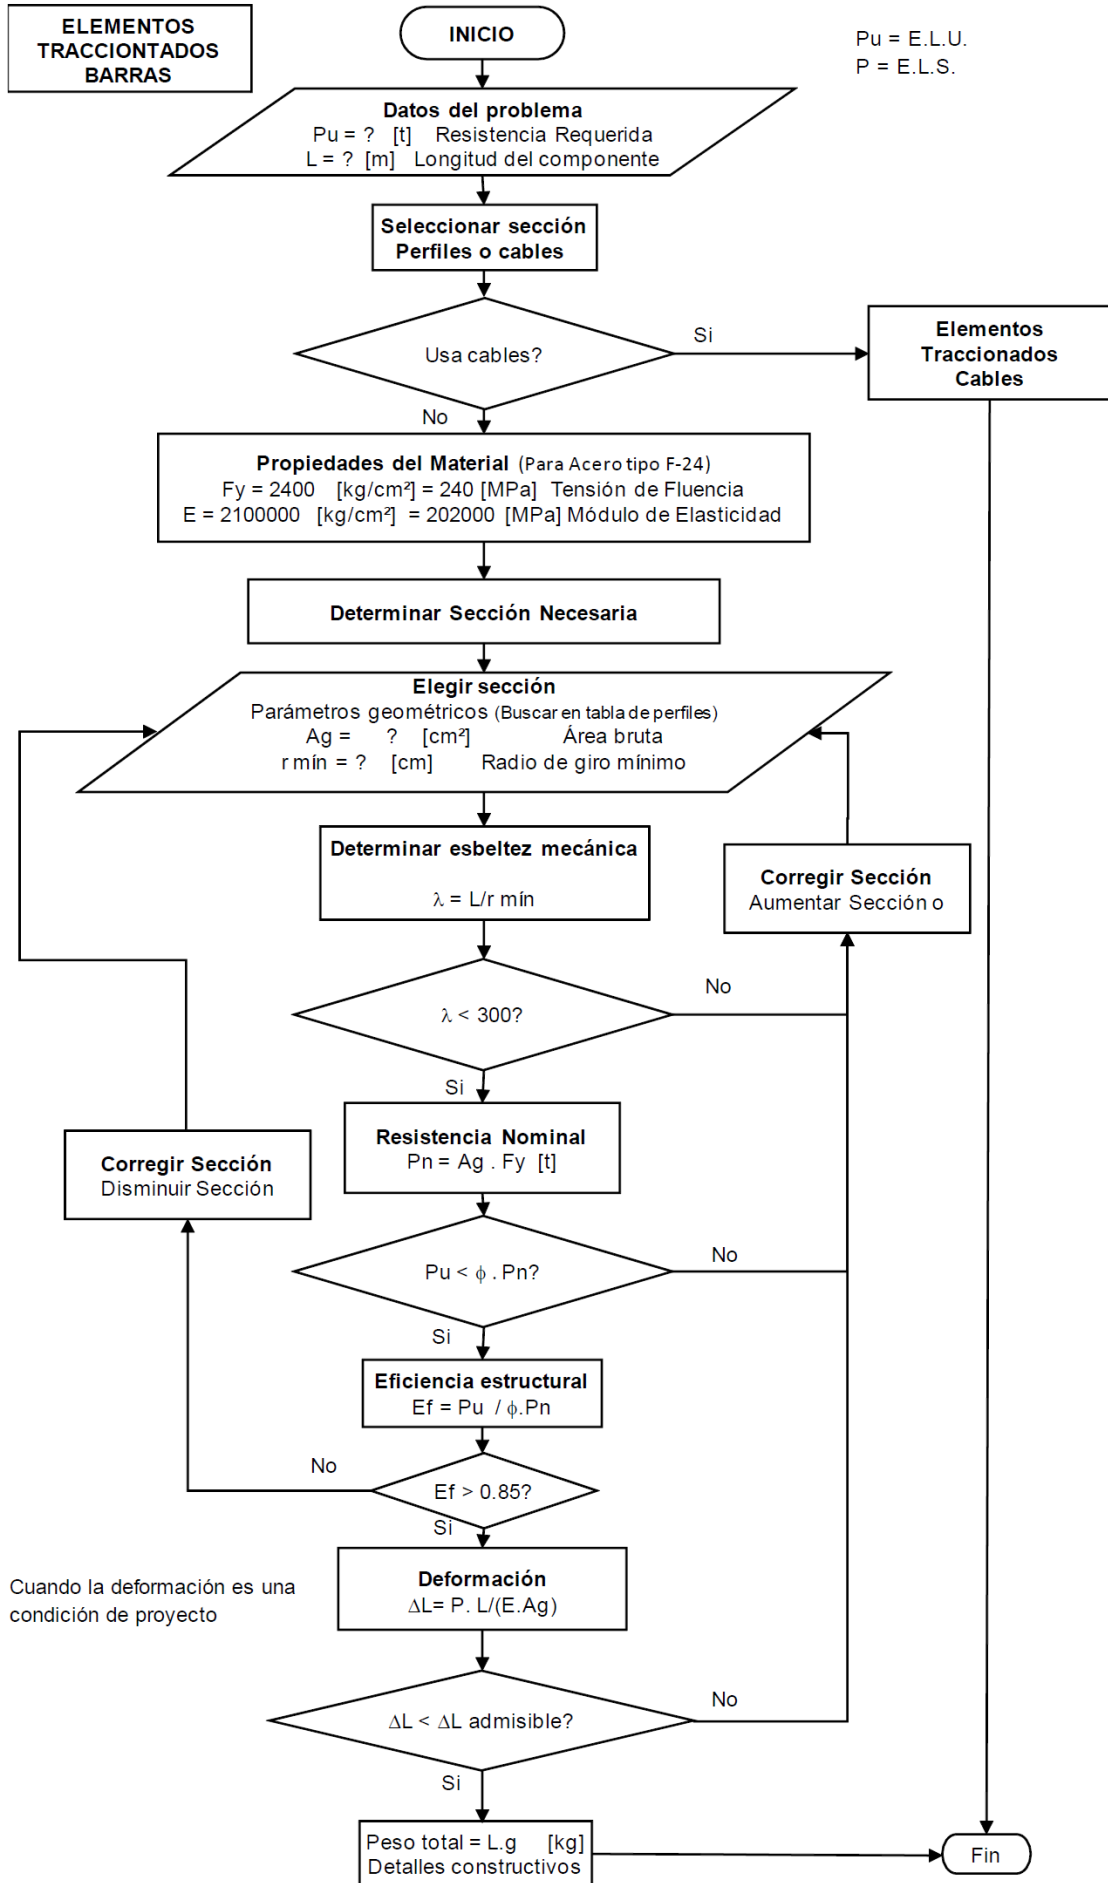 ELEMENTOS
TRACCIONTADOS
BARRAS
INICIO
Pu = E.L.U.
P = E.L.S.
Datos del problema
Pu = ? [t] Resistencia Requerida
L = ? [m] Longitud del componente
Seleccionar sección
Perfiles o cables
Usa cables?
Si
Elementos
Traccionados
Cables
No
Propiedades del Material (Para Acero tipo F-24)
Fy = 2400 [kg/cm²] = 240 [MPa] Tensión de Fluencia
E = 2100000 [kg/cm²] = 202000 [MPa] Módulo de Elasticidad
Determinar Sección Necesaria
Elegir sección
Parámetros geométricos (Buscar en tabla de perfiles)
Ag = ? [cm²] Área bruta
r mín = ? [cm] Radio de giro mínimo
Determinar esbeltez mecánica
λ = L/r mín
Corregir Sección
Aumentar Sección o
λ < 300?
No
Si
Resistencia Nominal
Pn = Ag . Fy [t]
Corregir Sección
Disminuir Sección
Pu < ϕ . Pn?
No
Si
Eficiencia estructural
Ef = Pu / ϕ.Pn
No
Ef > 0.85?
Si
Deformación
ΔL= P. L/(E.Ag)
Cuando la deformación es una
condición de proyecto
ΔL < ΔL admisible?
No
Si
Peso total = L.g [kg]
Detalles constructivos
Fin